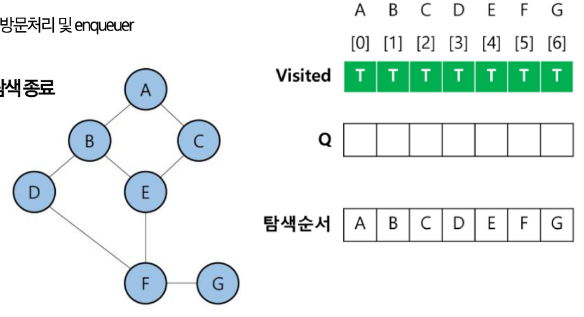 방문처리 및 enqueuer
탐색 종료
A B C D E F G
[0] [1] [2] [3] [4] [5] [6]
Visited T T T T T T T
Q
탐색순서 A B C D E F G
A
B C
D E
F G